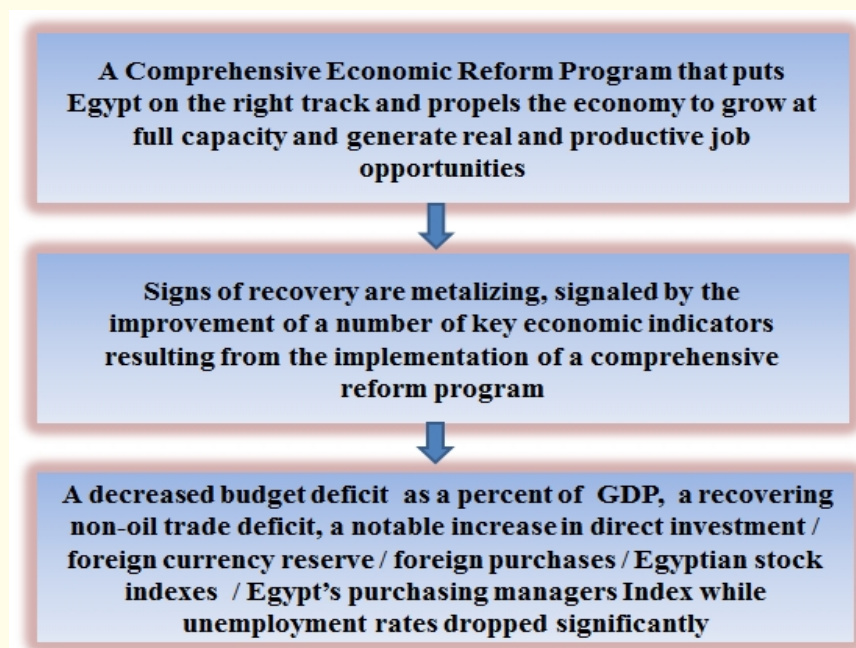 A Comprehensive Economic Reform Program that puts
Egypt on the right track and propels the economy to grow at
full capacity and generate real and productive job
opportunities
Signs of recovery are metalizing, signaled by the
improvement of a number of key economic indicators
resulting from the implementation of a comprehensive
reform program
A decreased budget deficit as a percent of GDP, a recovering
non-oil trade deficit, a notable increase in direct investment /
foreign currency reserve / foreign purchases / Egyptian stock
indexes / Egypt’s purchasing managers Index while
unemployment rates dropped significantly